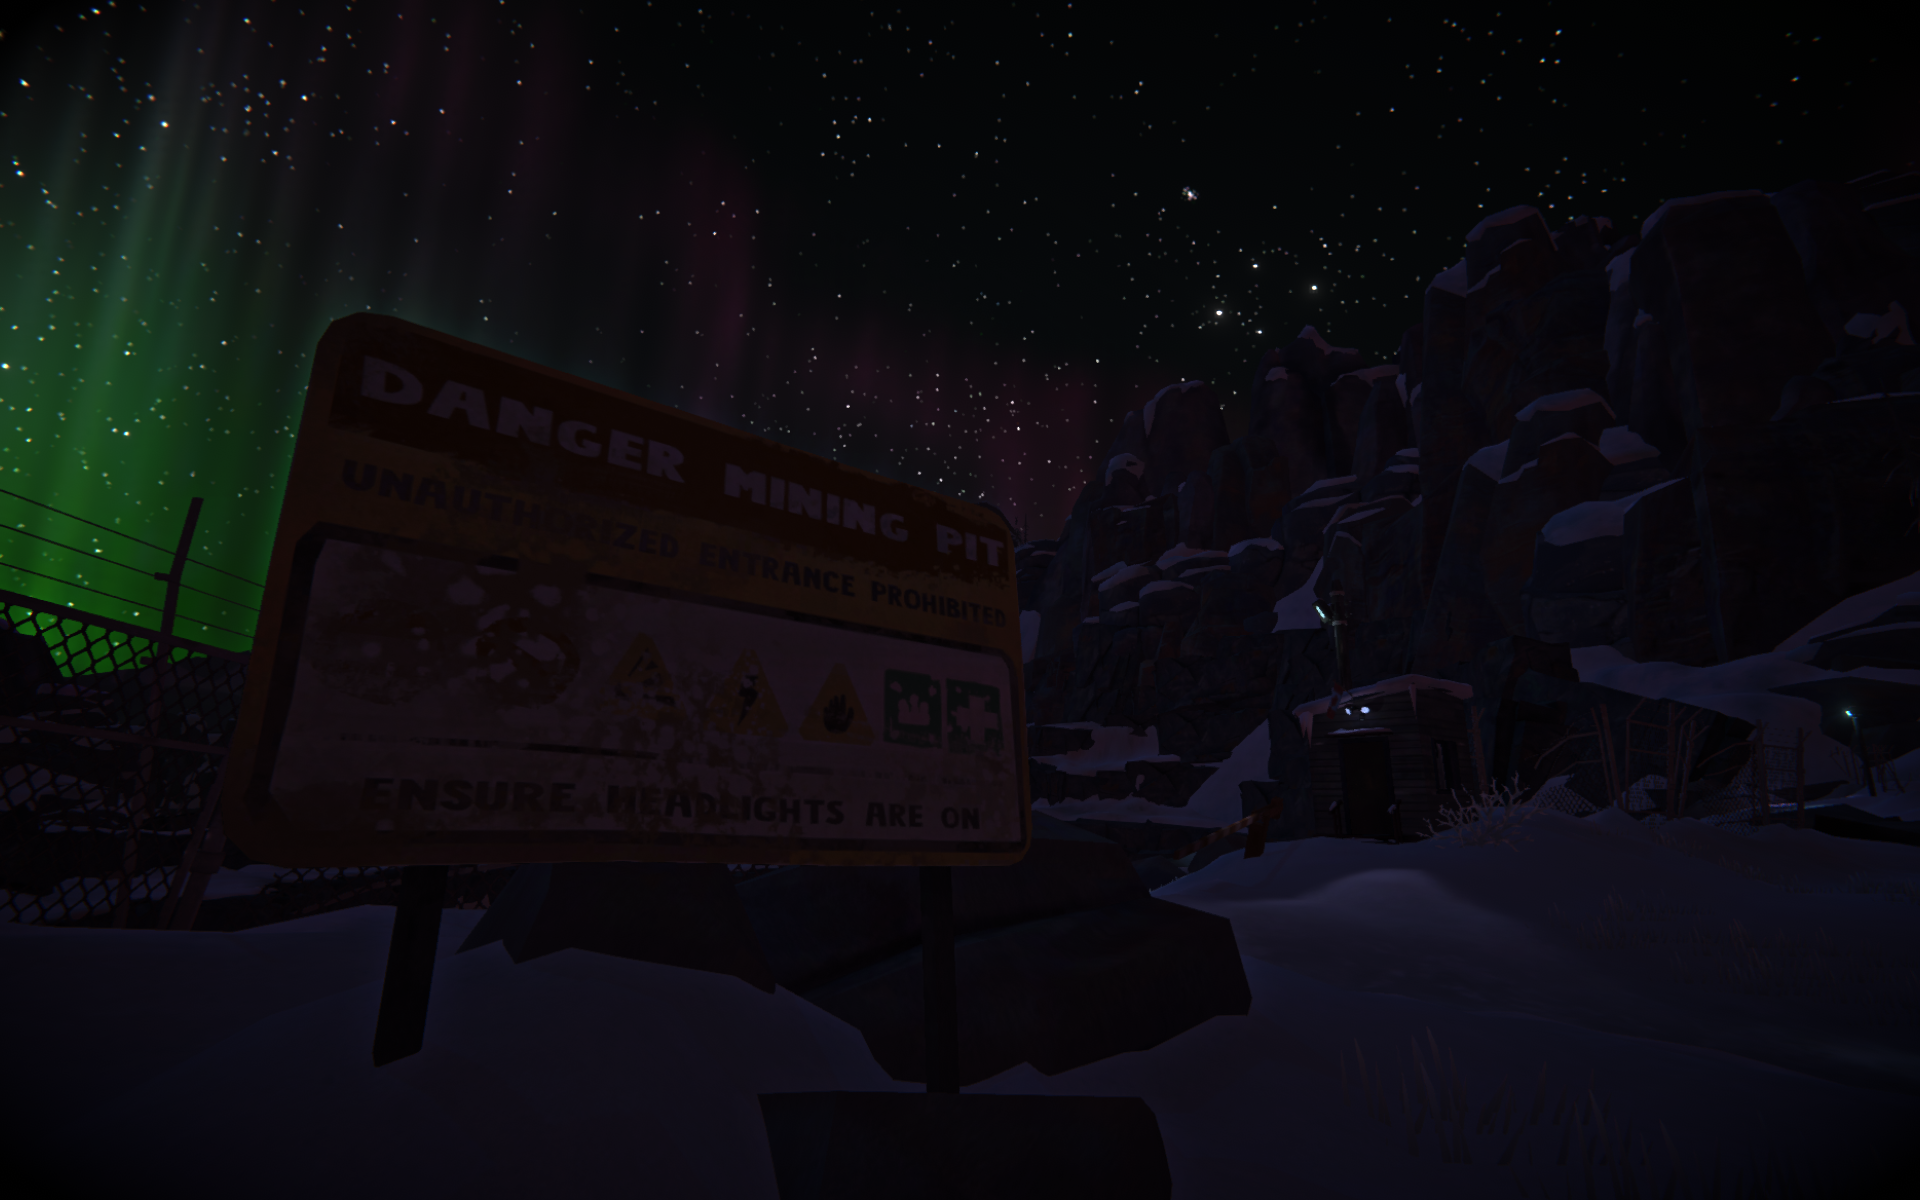 DANGER MINING PIT
UNAUTHORIZED ENTRANCE PROHIBITED
ENSURE HEADLIGHTS ARE ON